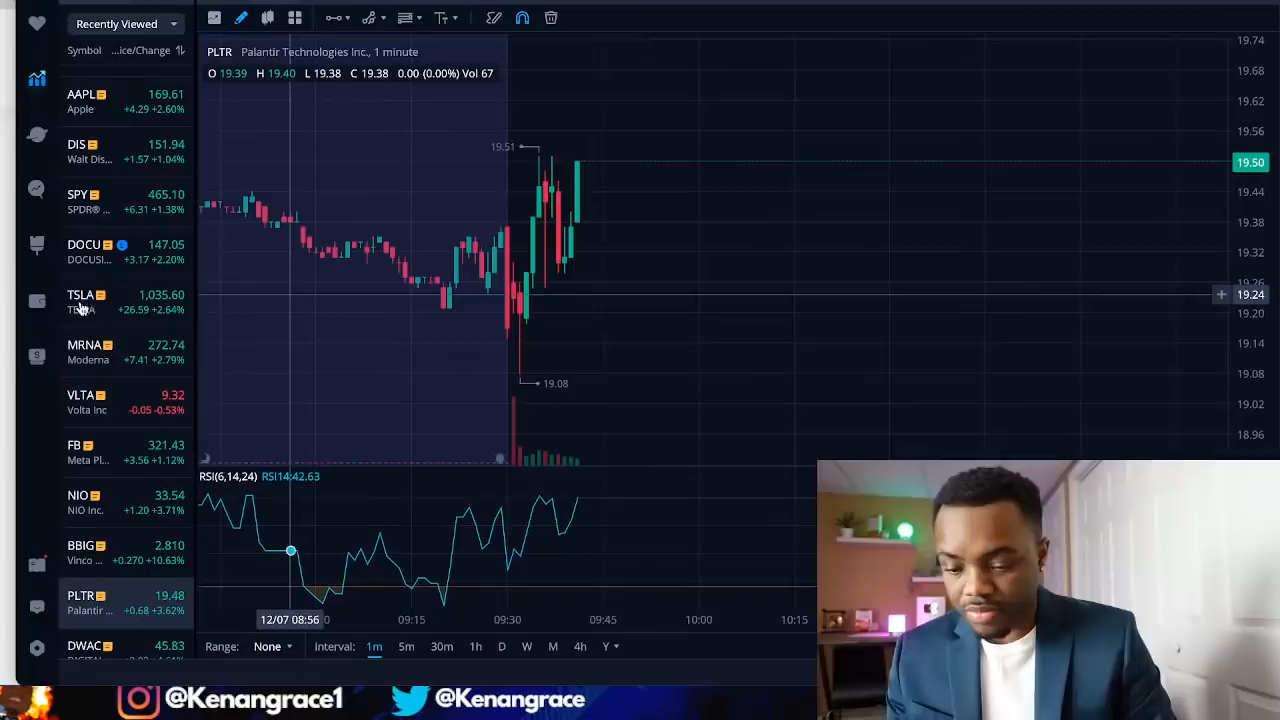 Recently Viewed
Symbol ...ice/Change
AAPL 169.61
Apple +4.29 +2.60%
DIS 151.94
Walt Dis... +1.57 +1.04%
SPY 465.10
SPDR® ... +6.31 +1.38%
DOCU L 147.05
DOCUSI... +3.17 +2.20%
TSLA 1,035.60
+26.59 +2.64%
MRNA 272.74
Moderna +7.41 +2.79%
VLTA 9.32
Volta Inc -0.05 -0.53%
FB 321.43
Meta Pl... +3.56 +1.12%
NIO 33.54
NIO Inc. +1.20 +3.71%
BBIG 2.810
Vinco ... +0.270 +10.63%
PLTR 19.48
Palantir ... +0.68 +3.62%
DWAC 45.83
PLTR Palantir Technologies Inc., 1 minute
O 19.39 H 19.40 L 19.38 C 19.38 0.00 (0.00%) Vol 67
19.51
19.08
19.74
19.68
19.62
19.56
19.50
19.44
19.38
19.32
19.26
19.24
19.20
19.14
19.08
19.02
18.96
RSI(6,14,24) RSI14:42.63
12/07 08:56 09:15 09:30 09:45 10:00 10:15
Range: None Interval: 1m 5m 30m 1h D W M 4h Y
@Kenangrace1 @Kenangrace